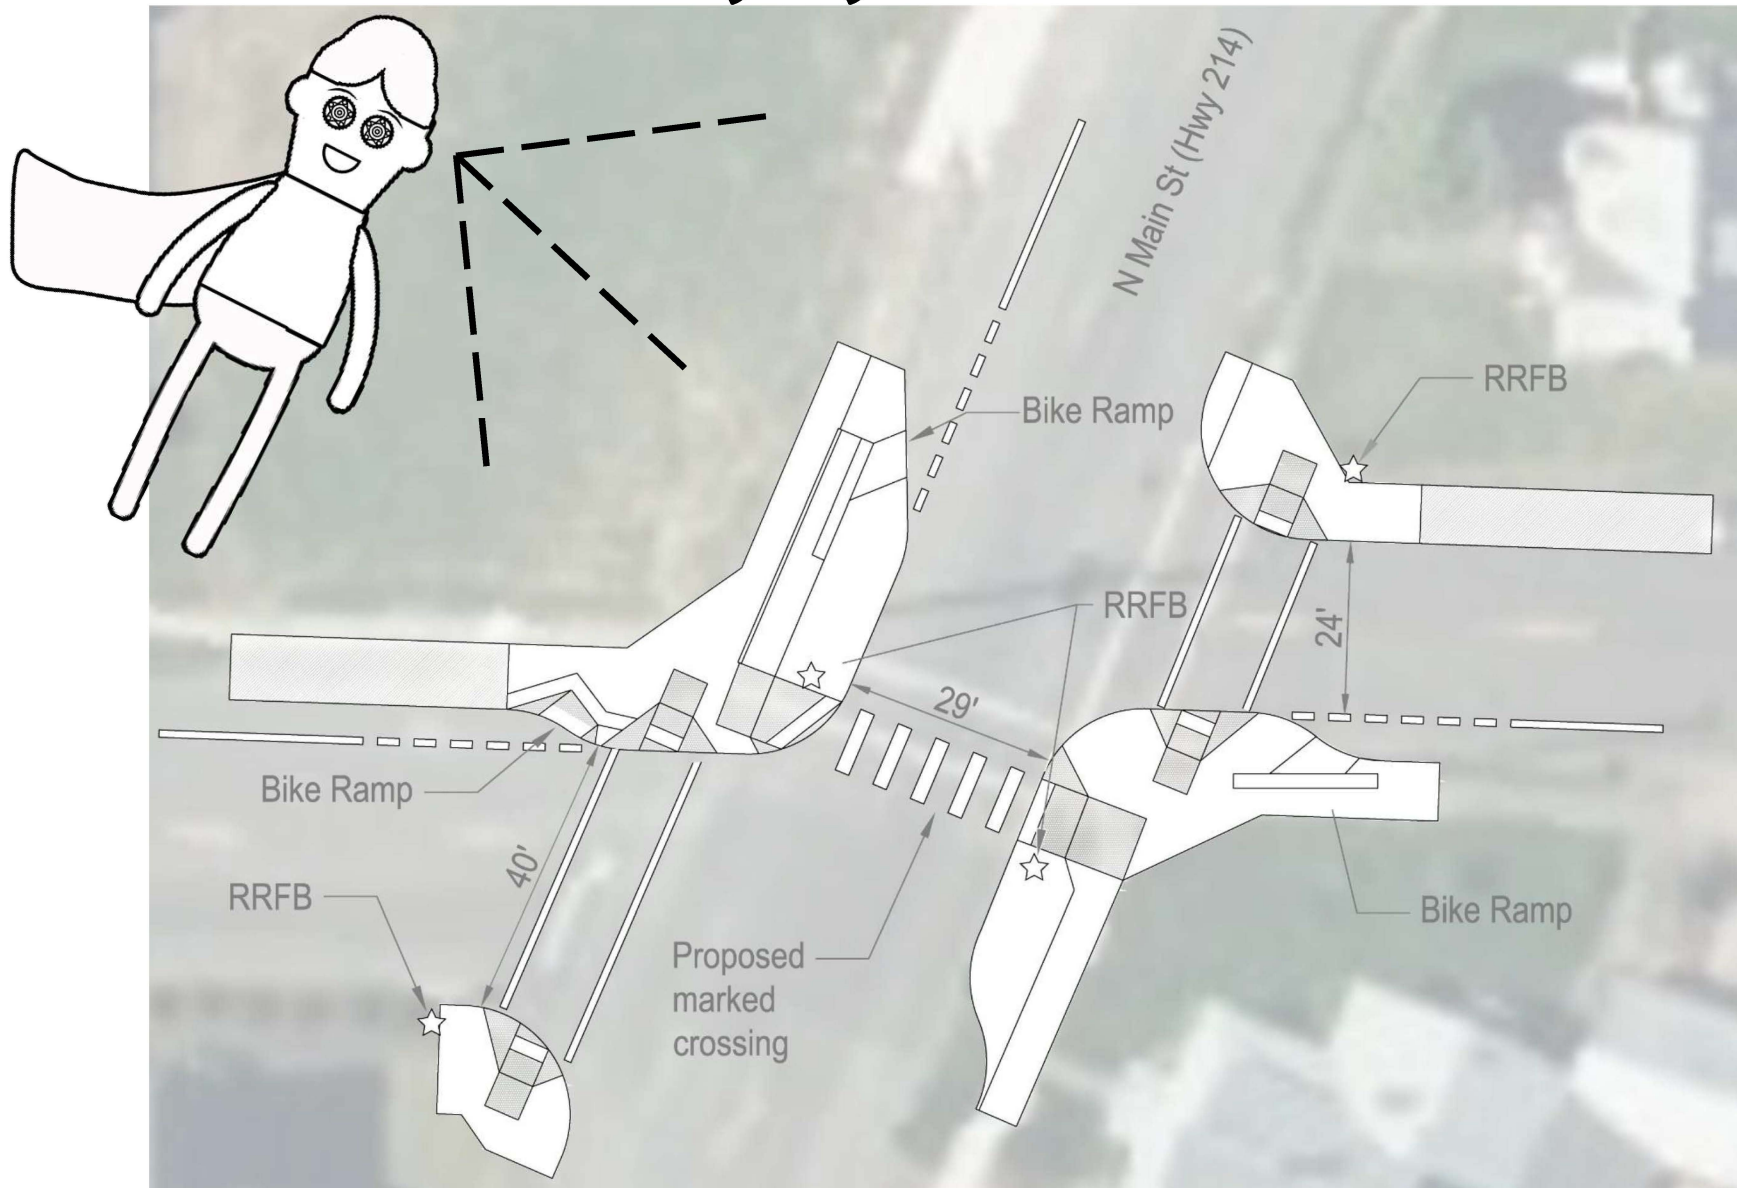 N Main St (Hwy 214)
RRFB
Bike Ramp
RRFB
24'
29'
Bike Ramp
40'
RRFB
Bike Ramp
Proposed
marked
crossing